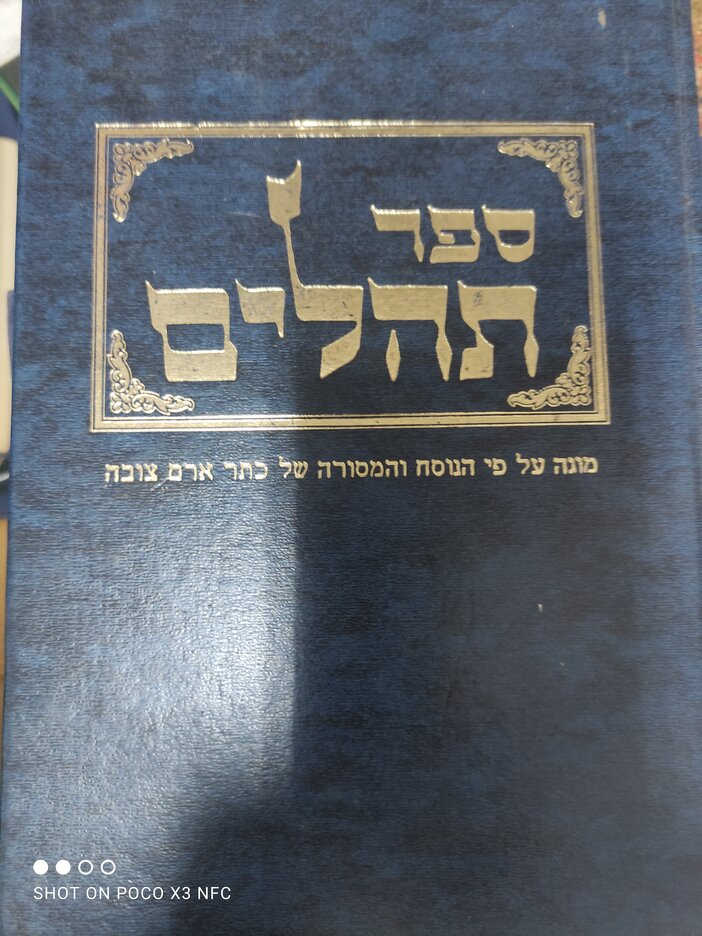 ספר
תהלים
מוגה על פי הנוסח והמסורה של כתר ארם צובה
SHOT ON POCO X3 NFC